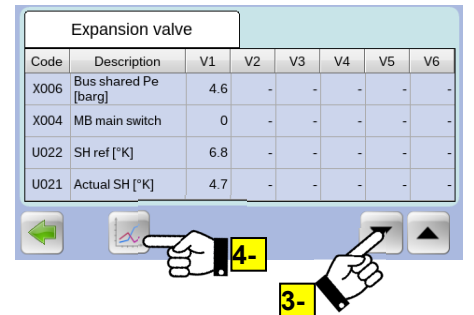 Expansion valve
Code Description V1 V2 V3 V4 V5 V6
X006 Bus shared Pe [barg] 4.6 - - - - -
X004 MB main switch 0 - - - - -
U022 SH ref [°K] 6.8 - - - - -
U021 Actual SH [°K] 4.7 - - - - -
4-
3-